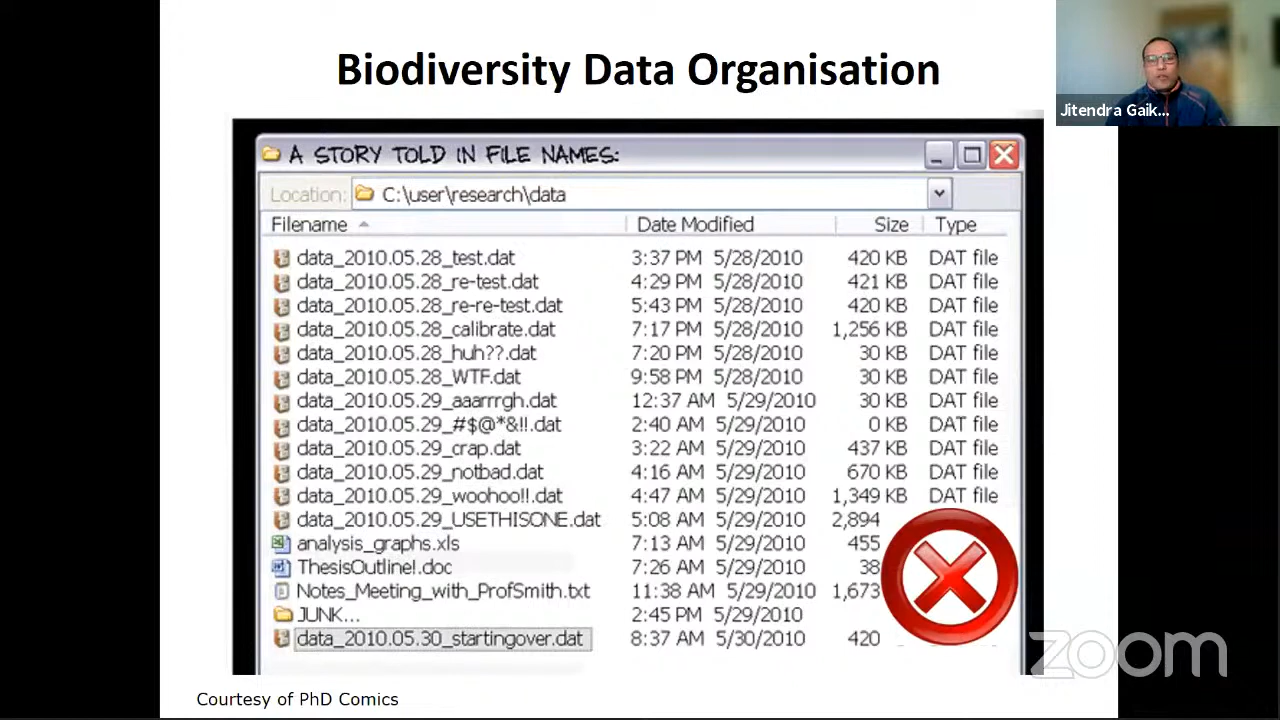 Biodiversity Data Organisation
Jitendra Gaik...
A STORY TOLD IN FILE NAMES:
Location: C:\user\research\data
Filename Date Modified Size Type
data_2010.05.28_test.dat 3:37 PM 5/28/2010 420 KB DAT file
data_2010.05.28_re-test.dat 4:29 PM 5/28/2010 421 KB DAT file
data_2010.05.28_re-re-test.dat 5:43 PM 5/28/2010 420 KB DAT file
data_2010.05.28_calibrate.dat 7:17 PM 5/28/2010 1,256 KB DAT file
data_2010.05.28_huh??.dat 7:20 PM 5/28/2010 30 KB DAT file
data_2010.05.28_WTF.dat 9:58 PM 5/28/2010 30 KB DAT file
data_2010.05.29_aaarrrgh.dat 12:37 AM 5/29/2010 30 KB DAT file
data_2010.05.29_#$@*&!!.dat 2:40 AM 5/29/2010 0 KB DAT file
data_2010.05.29_crap.dat 3:22 AM 5/29/2010 437 KB DAT file
data_2010.05.29_notbad.dat 4:16 AM 5/29/2010 670 KB DAT file
data_2010.05.29_woohoo!!.dat 4:47 AM 5/29/2010 1,349 KB DAT file
data_2010.05.29_USETHISONE.dat 5:08 AM 5/29/2010 2,894
analysis_graphs.xls 7:13 AM 5/29/2010 455
ThesisOutline!.doc 7:26 AM 5/29/2010 38
Notes_Meeting_with_ProfSmith.txt 11:38 AM 5/29/2010 1,673
JUNK... 2:45 PM 5/29/2010
data_2010.05.30_startingover.dat 8:37 AM 5/30/2010 420
zoom
Courtesy of PhD Comics